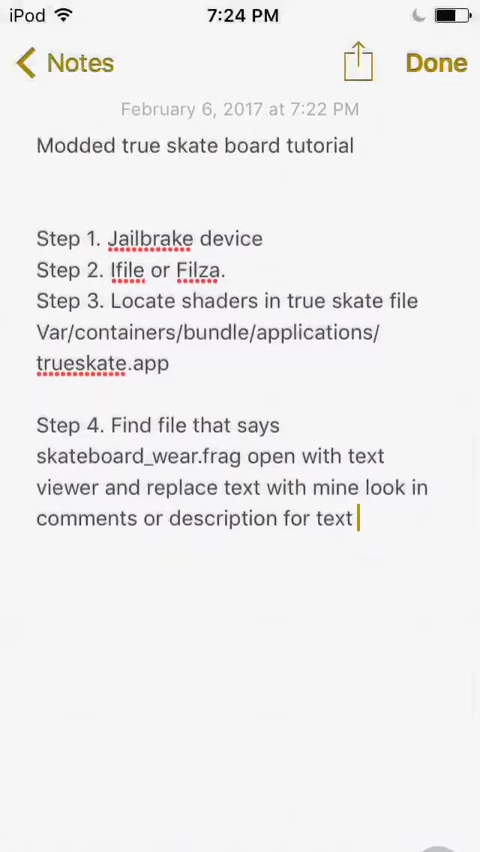 iPod 7:24 PM
Notes Done
February 6, 2017 at 7:22 PM
Modded true skate board tutorial
Step 1. Jailbrake device
Step 2. Ifile or Filza.
Step 3. Locate shaders in true skate file
Var/containers/bundle/applications/
trueskate.app
Step 4. Find file that says
skateboard_wear.frag open with text
viewer and replace text with mine look in
comments or description for text